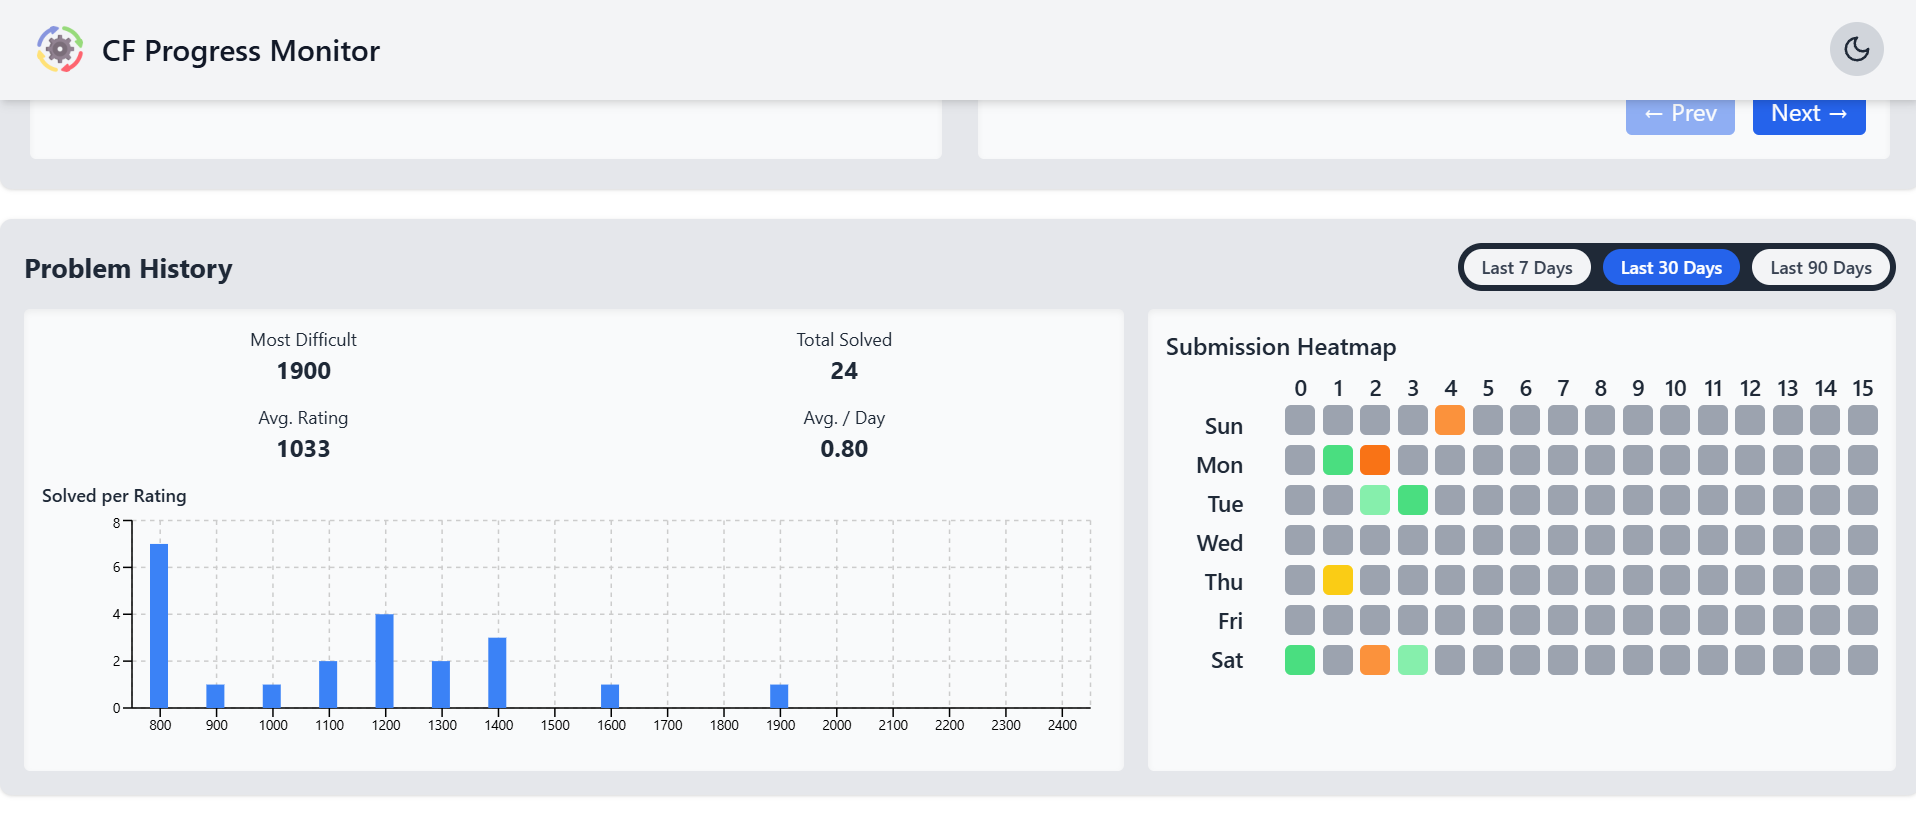 CF Progress Monitor
← Prev Next →
Problem History
Last 7 Days Last 30 Days Last 90 Days
Most Difficult Total Solved
1900 24
Avg. Rating Avg. / Day
1033 0.80
Solved per Rating
8
6
4
2
0
800 900 1000 1100 1200 1300 1400 1500 1600 1700 1800 1900 2000 2100 2200 2300 2400
Submission Heatmap
0 1 2 3 4 5 6 7 8 9 10 11 12 13 14 15
Sun
Mon
Tue
Wed
Thu
Fri
Sat